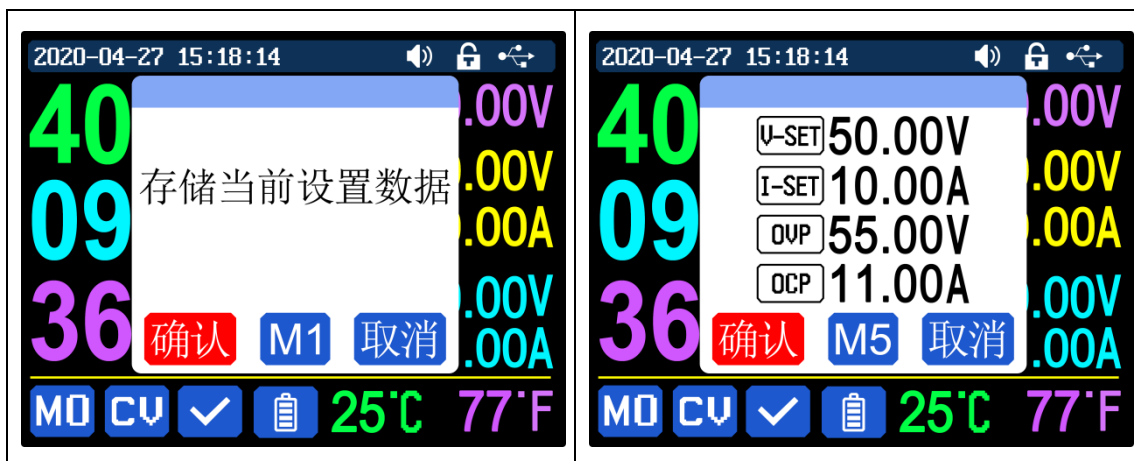 2020-04-27 15:18:14
40
.00V
存储当前设置数据
.00V
09
.00A
36
.00V
确认 M1 取消
.00A
M0 CV 25°C 77°F
2020-04-27 15:18:14
40
.00V
V-SET 50.00V
I-SET 10.00A
.00V
09
OVP 55.00V
.00A
OCP 11.00A
36
.00V
确认 M5 取消
.00A
M0 CV 25°C 77°F